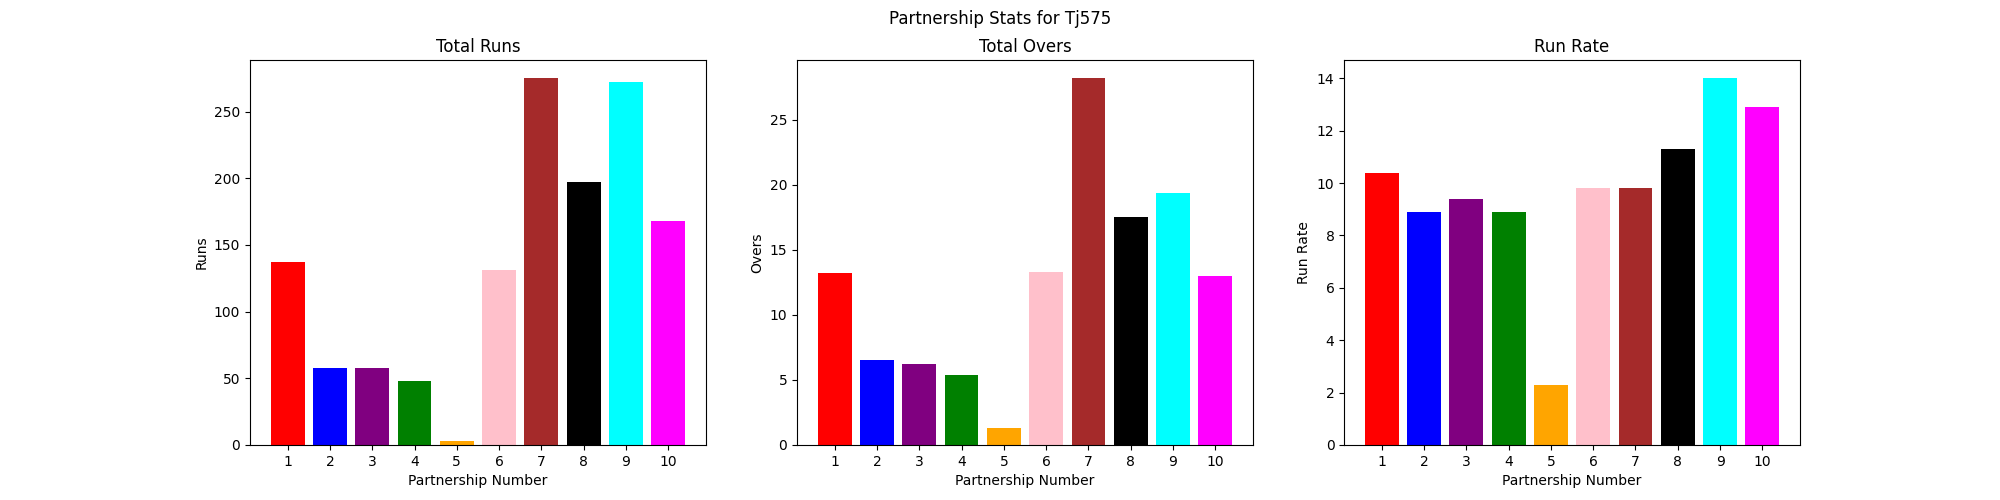 Partnership Stats for Tj575
Total Runs
Runs
250
200
150
100
50
0
1 2 3 4 5 6 7 8 9 10
Partnership Number
Total Overs
Overs
25
20
15
10
5
0
1 2 3 4 5 6 7 8 9 10
Partnership Number
Run Rate
Run Rate
14
12
10
8
6
4
2
0
1 2 3 4 5 6 7 8 9 10
Partnership Number